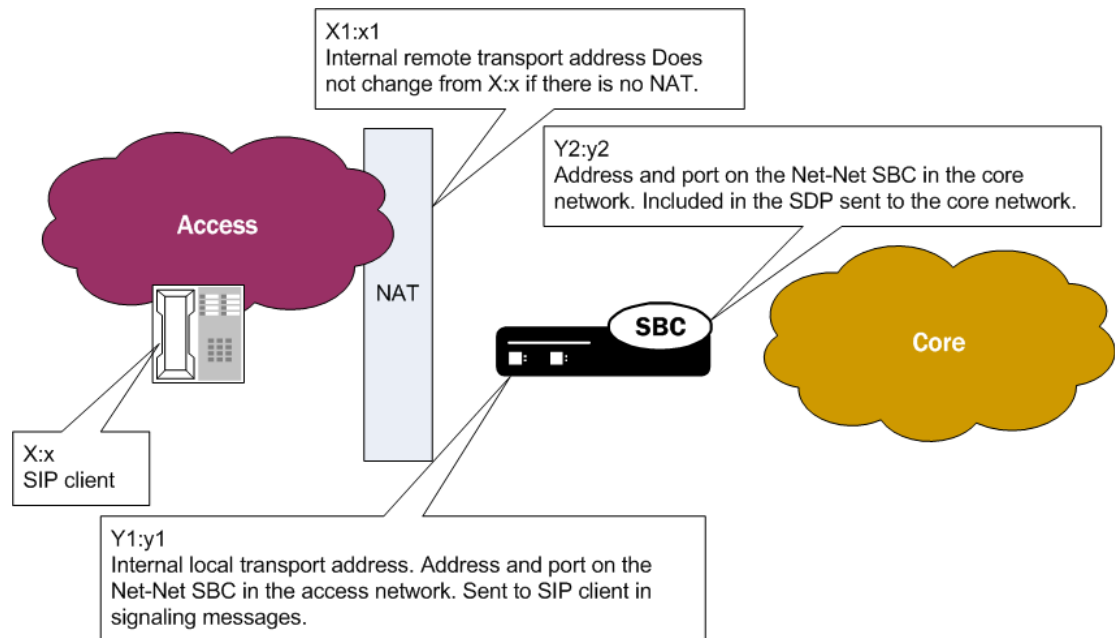 X1:x1
Internal remote transport address Does
not change from X:x if there is no NAT.
Y2:y2
Address and port on the Net-Net SBC in the core
network. Included in the SDP sent to the core network.
Access
NAT
SBC
Core
X:x
SIP client
Y1:y1
Internal local transport address. Address and port on the
Net-Net SBC in the access network. Sent to SIP client in
signaling messages.